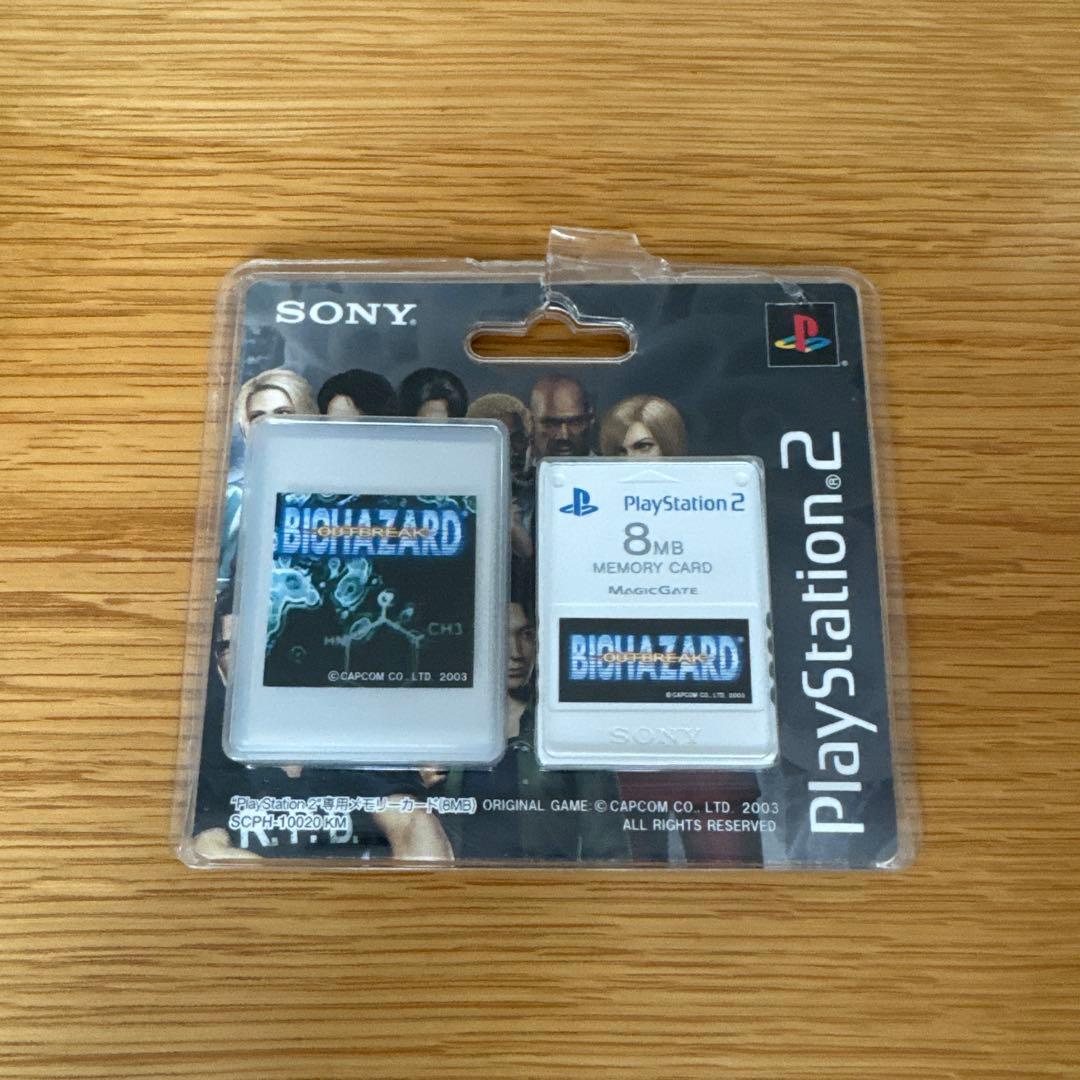 SONY®
PlayStation®2
BIOHAZARD®
OUTBREAK
HN
CH3
©CAPCOM CO., LTD. 2003
PlayStation 2
8MB
MEMORY CARD
MAGICGATE
BIOHAZARD®
OUTBREAK
©CAPCOM CO., LTD. 2003
SONY
"PlayStation 2"専用メモリーカード(8MB)
SCPH-10020 KM
ORIGINAL GAME: ©CAPCOM CO., LTD. 2003
ALL RIGHTS RESERVED